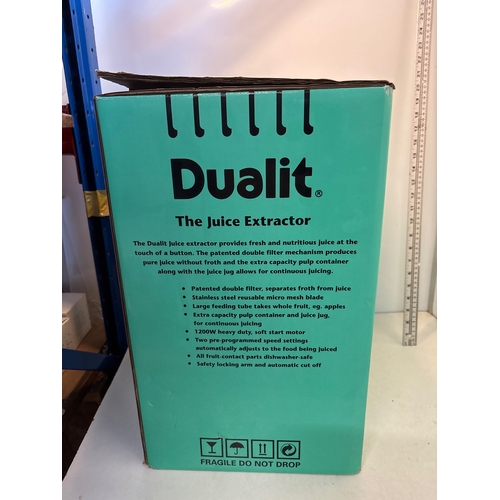 Dualit®
The Juice Extractor
The Dualit Juice extractor provides fresh and nutritious juice at the
touch of a button. The patented double filter mechanism produces
pure juice without froth and the extra capacity pulp container
along with the juice jug allows for continuous juicing.
• Patented double filter, separates froth from juice
• Stainless steel reusable micro mesh blade
• Large feeding tube takes whole fruit, eg. apples
• Extra capacity pulp container and juice jug,
for continuous juicing
• 1200W heavy duty, soft start motor
• Two pre-programmed speed settings
automatically adjusts to the food being juiced
• All fruit-contact parts dishwasher-safe
• Safety locking arm and automatic cut off
FRAGILE DO NOT DROP